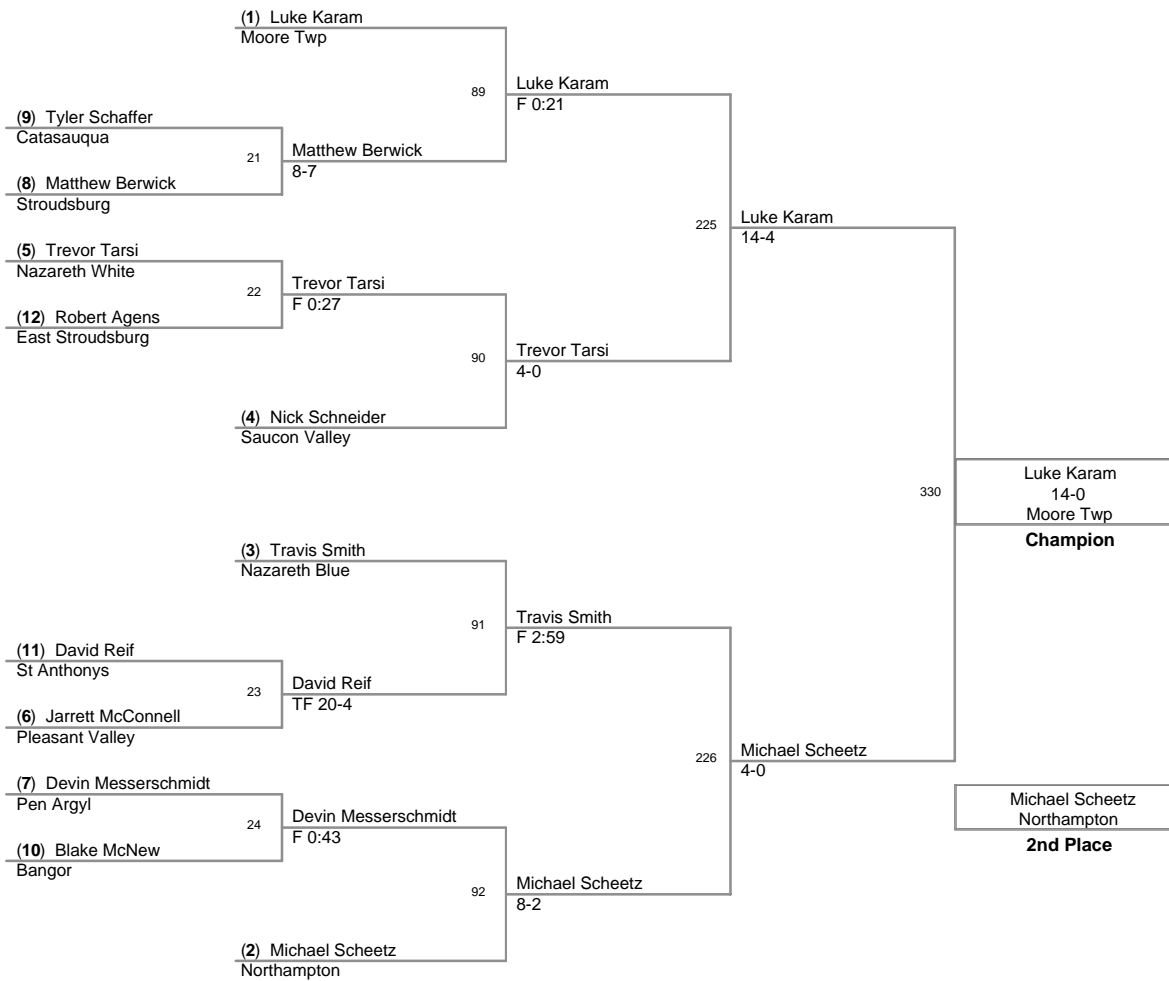 (1) Luke Karam
Moore Twp
89
Luke Karam
F 0:21
(9) Tyler Schaffer
Catasauqua
21
Matthew Berwick
8-7
(8) Matthew Berwick
Stroudsburg
225
Luke Karam
14-4
(5) Trevor Tarsi
Nazareth White
22
Trevor Tarsi
F 0:27
(12) Robert Agens
East Stroudsburg
90
Trevor Tarsi
4-0
(4) Nick Schneider
Saucon Valley
330
Luke Karam
14-0
Moore Twp
Champion
(3) Travis Smith
Nazareth Blue
91
Travis Smith
F 2:59
(11) David Reif
St Anthonys
23
David Reif
TF 20-4
(6) Jarrett McConnell
Pleasant Valley
226
Michael Scheetz
4-0
(7) Devin Messerschmidt
Pen Argyl
24
Devin Messerschmidt
F 0:43
(10) Blake McNew
Bangor
92
Michael Scheetz
8-2
(2) Michael Scheetz
Northampton
Michael Scheetz
Northampton
2nd Place